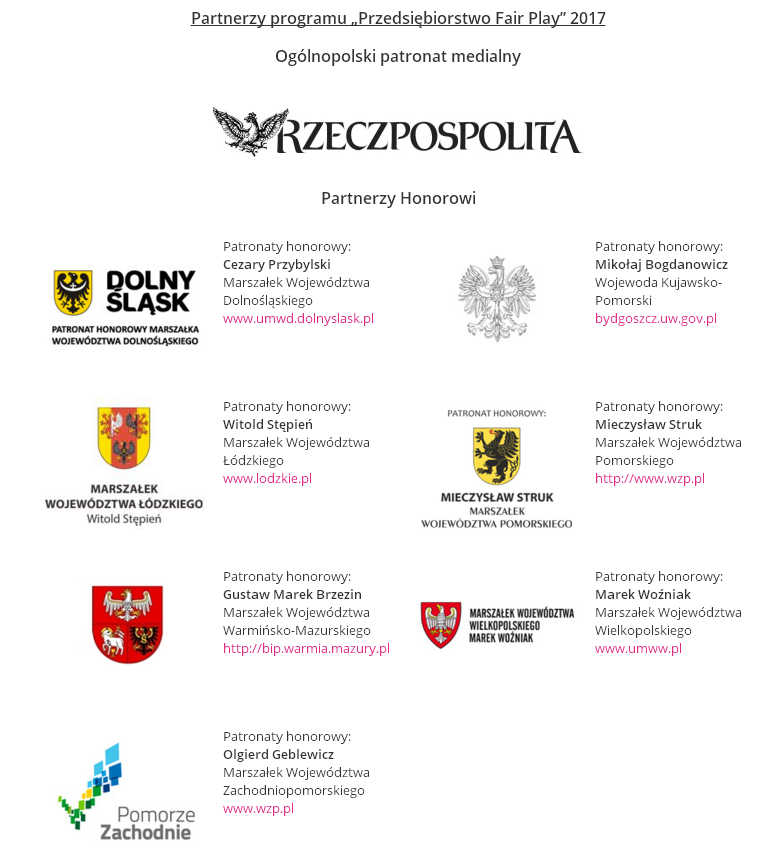 Partnerzy programu „Przedsiębiorstwo Fair Play” 2017
Ogólnopolski patronat medialny
RZECZPOSPOLITA
Partnerzy Honorowi
DOLNY
ŚLĄSK
PATRONAT HONOROWY MARSZAŁKA
WOJEWÓDZTWA DOLNOŚLĄSKIEGO
Patronaty honorowy:
Cezary Przybylski
Marszałek Województwa
Dolnośląskiego
www.umwd.dolnyslask.pl
Patronaty honorowy:
Mikołaj Bogdanowicz
Wojewoda Kujawsko-
Pomorski
bydgoszcz.uw.gov.pl
MARSZAŁEK
WOJEWÓDZTWA ŁÓDZKIEGO
Witold Stępień
Patronaty honorowy:
Witold Stępień
Marszałek Województwa
Łódzkiego
www.lodzkie.pl
PATRONAT HONOROWY:
MIECZYSŁAW STRUK
MARSZAŁEK
WOJEWÓDZTWA POMORSKIEGO
Patronaty honorowy:
Mieczysław Struk
Marszałek Województwa
Pomorskiego
http://www.wzp.pl
Patronaty honorowy:
Gustaw Marek Brzezin
Marszałek Województwa
Warmińsko-Mazurskiego
http://bip.warmia.mazury.pl
MARSZAŁEK WOJEWÓDZTWA
WIELKOPOLSKIEGO
MAREK WOŹNIAK
Patronaty honorowy:
Marek Woźniak
Marszałek Województwa
Wielkopolskiego
www.umww.pl
Pomorze
Zachodnie
Patronaty honorowy:
Olgierd Geblewicz
Marszałek Województwa
Zachodniopomorskiego
www.wzp.pl